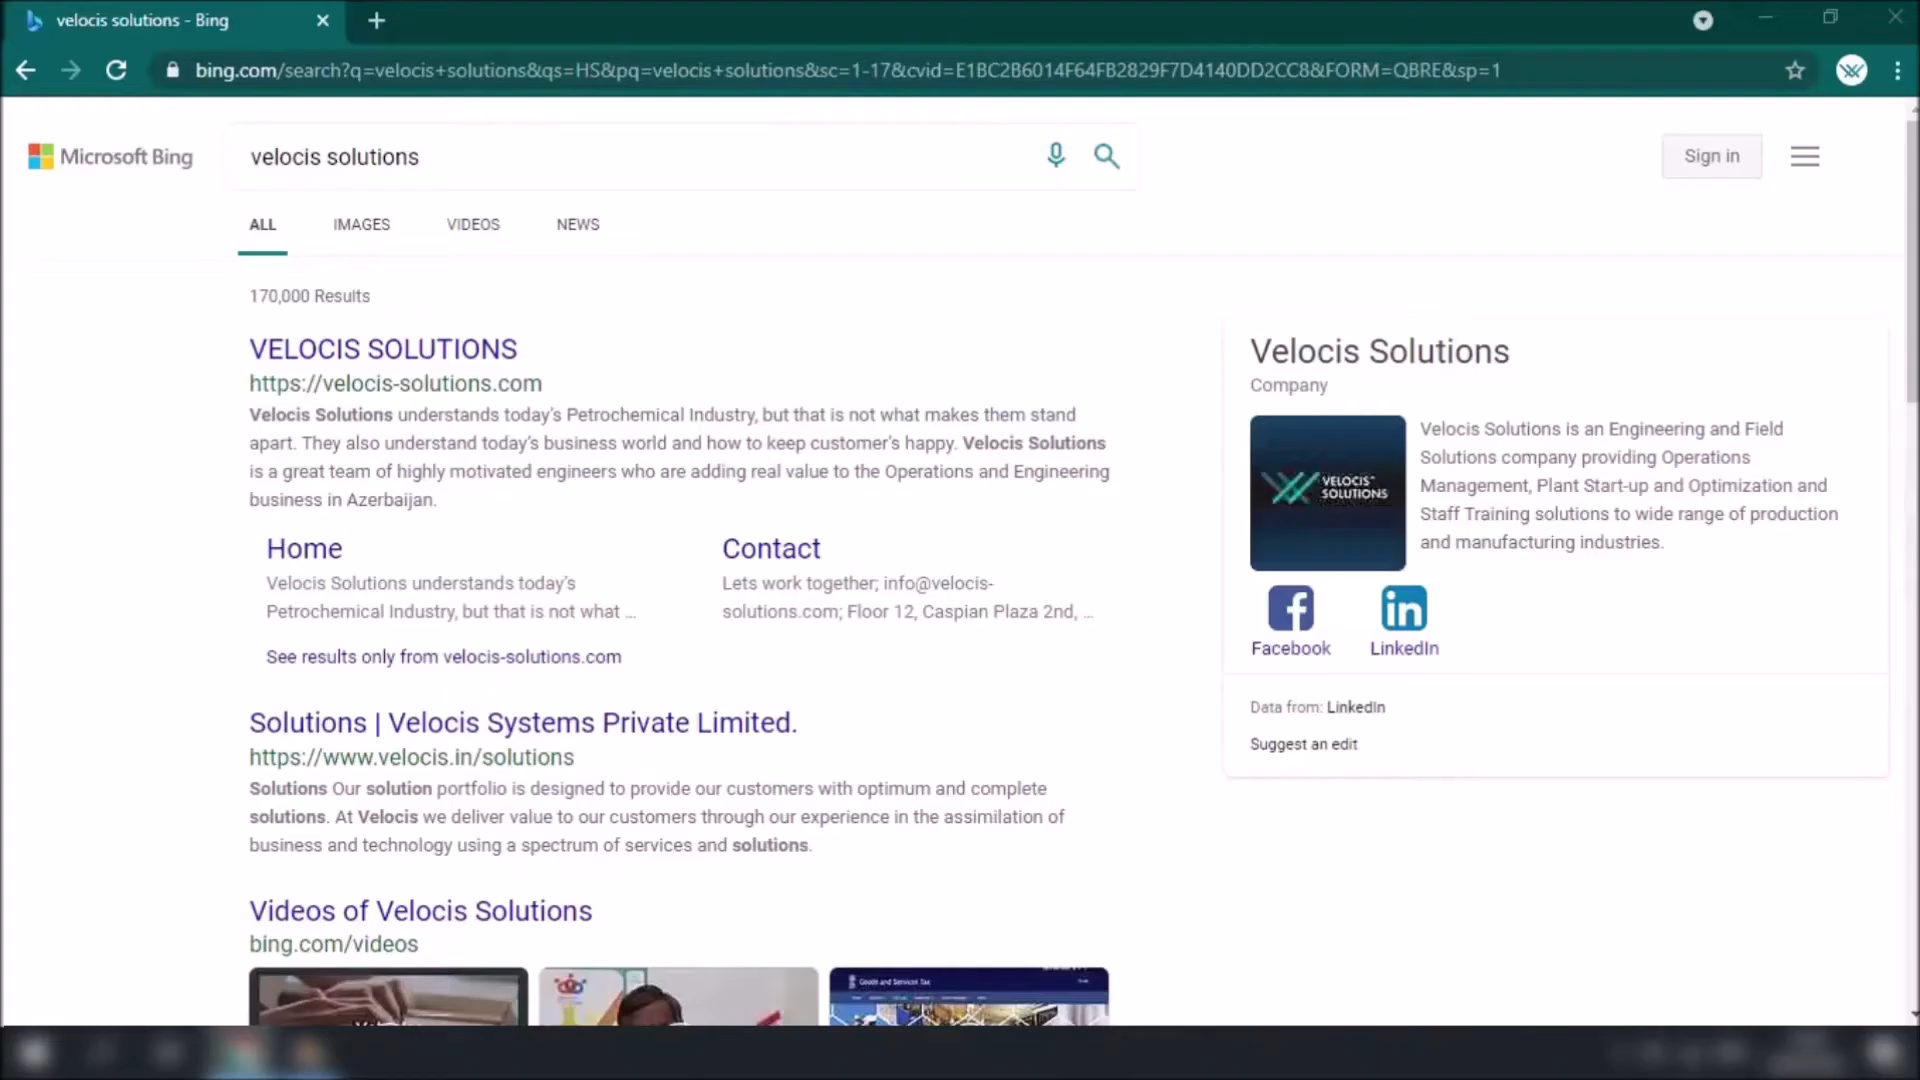 velocis solutions - Bing
bing.com/search?q=velocis+solutions&qs=HS&pq=velocis+solutions&sc=1-17&cvid=E1BC2B6014F64FB2829F7D4140DD2CC8&FORM=QBRE&sp=1
Microsoft Bing
velocis solutions
Sign in
ALL
IMAGES
VIDEOS
NEWS
170,000 Results
VELOCIS SOLUTIONS
https://velocis-solutions.com
Velocis Solutions understands today's Petrochemical Industry, but that is not what makes them stand
apart. They also understand today's business world and how to keep customer's happy. Velocis Solutions
is a great team of highly motivated engineers who are adding real value to the Operations and Engineering
business in Azerbaijan.
Home
Velocis Solutions understands today's
Petrochemical Industry, but that is not what ...
Contact
Lets work together; info@velocis-
solutions.com; Floor 12, Caspian Plaza 2nd, ...
See results only from velocis-solutions.com
Solutions | Velocis Systems Private Limited.
https://www.velocis.in/solutions
Solutions Our solution portfolio is designed to provide our customers with optimum and complete
solutions. At Velocis we deliver value to our customers through our experience in the assimilation of
business and technology using a spectrum of services and solutions.
Videos of Velocis Solutions
bing.com/videos
Goods and Services Tax
Velocis Solutions
Company
VELOCIS™
SOLUTIONS
Velocis Solutions is an Engineering and Field
Solutions company providing Operations
Management, Plant Start-up and Optimization and
Staff Training solutions to wide range of production
and manufacturing industries.
Facebook
LinkedIn
Data from: LinkedIn
Suggest an edit